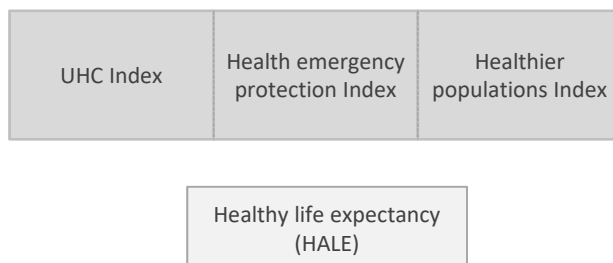 UHC Index
Health emergency
protection Index
Healthier
populations Index
Healthy life expectancy
(HALE)